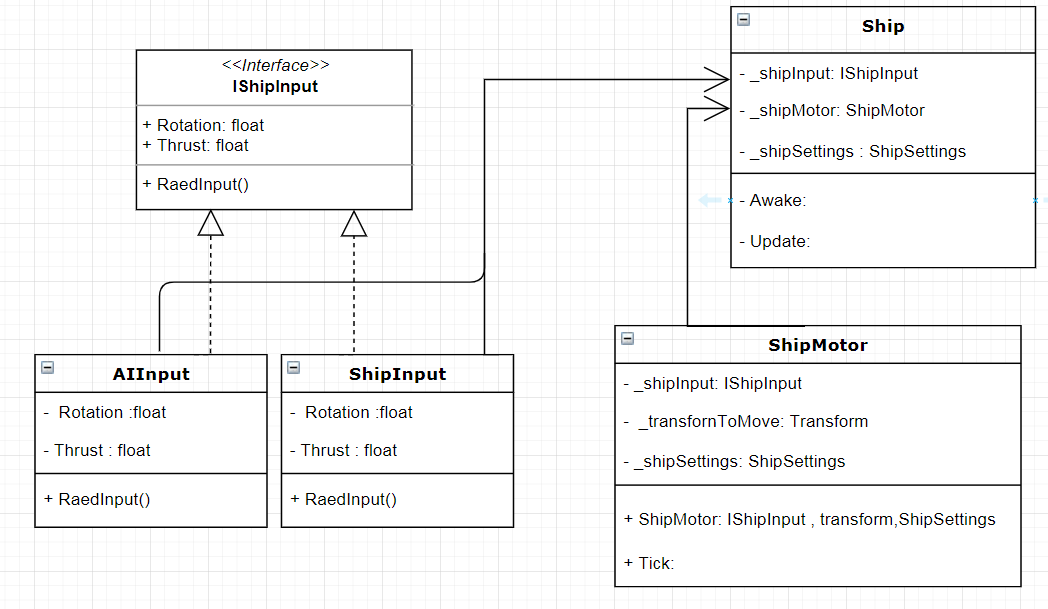 <<Interface>>
IShipInput
+ Rotation: float
+ Thrust: float
+ RaedInput()
Ship
- _shipInput: IShipInput
- _shipMotor: ShipMotor
- _shipSettings : ShipSettings
- Awake:
- Update:
AIInput
- Rotation :float
- Thrust : float
+ RaedInput()
ShipInput
- Rotation :float
- Thrust : float
+ RaedInput()
ShipMotor
- _shipInput: IShipInput
- _transfornToMove: Transform
- _shipSettings: ShipSettings
+ ShipMotor: IShipInput , transform,ShipSettings
+ Tick: